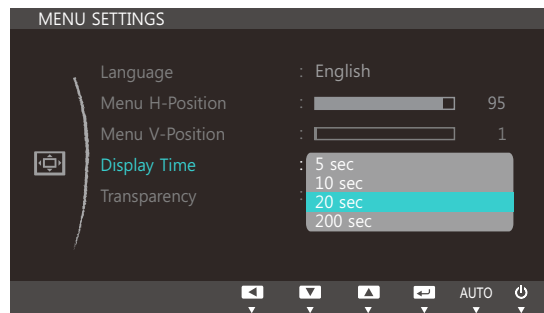 MENU SETTINGS
Language : English
Menu H-Position : 95
Menu V-Position : 1
Display Time : 5 sec
10 sec
20 sec
200 sec
Transparency :
AUTO